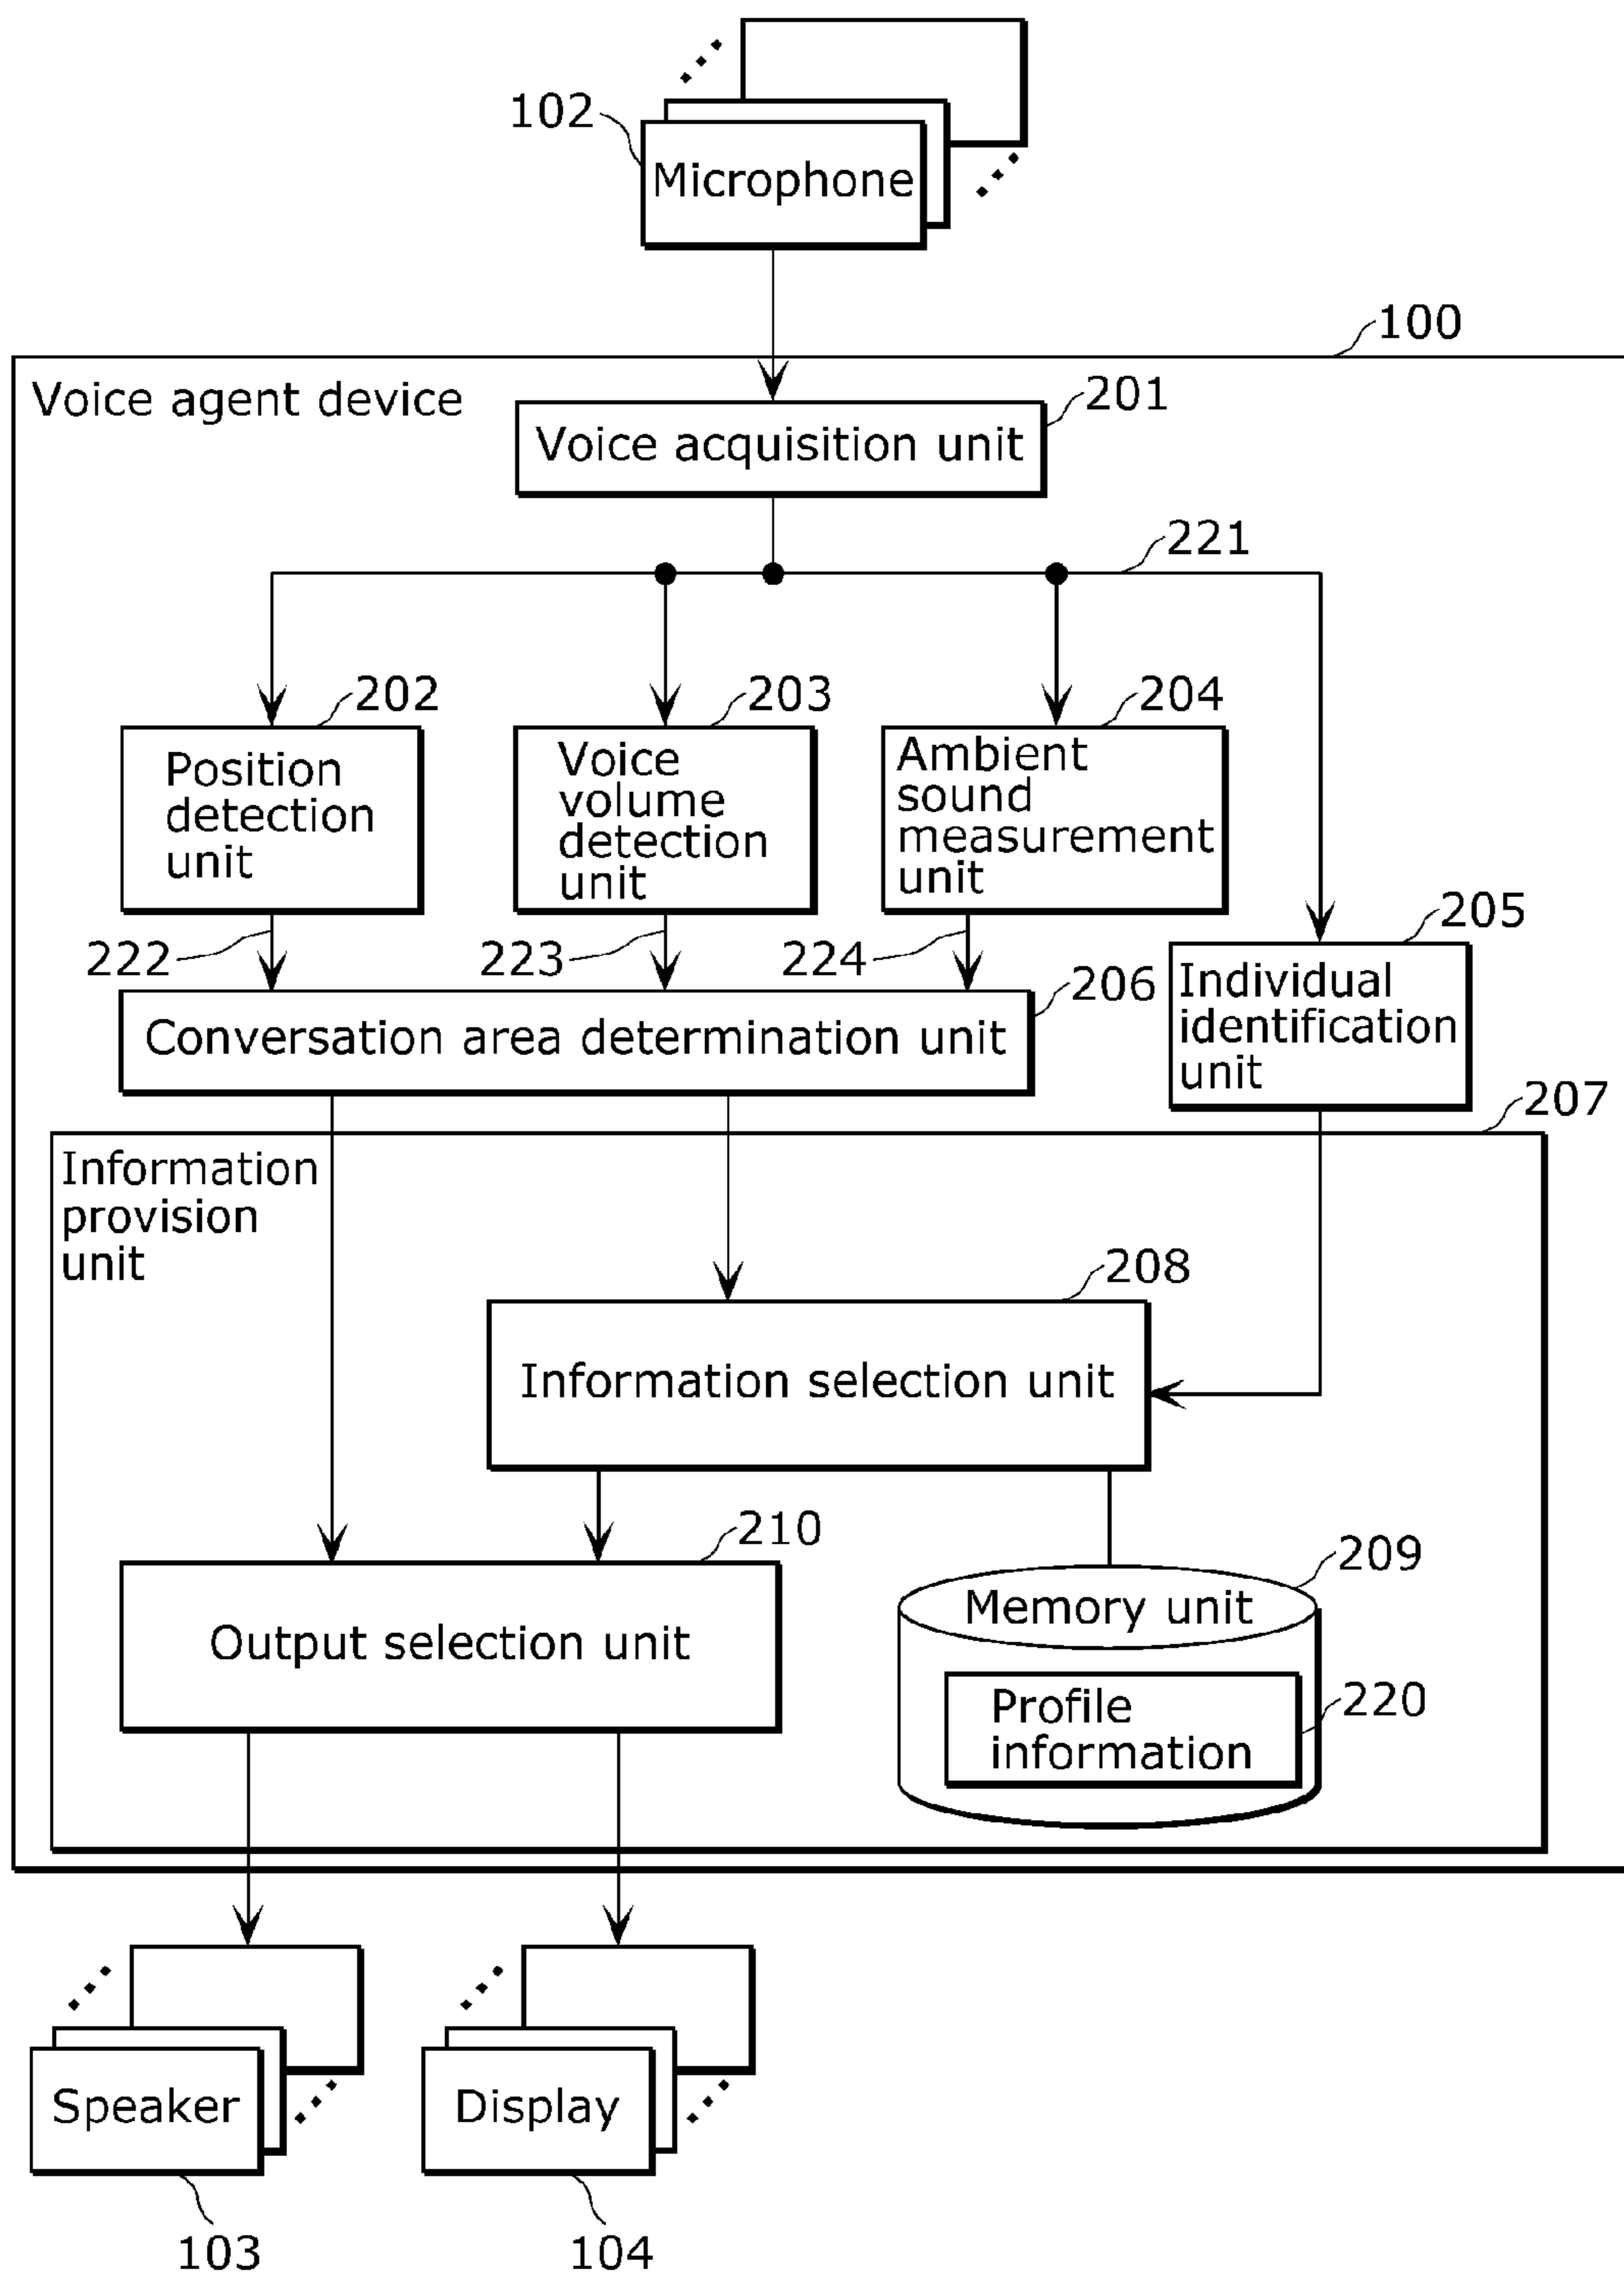 102
Microphone
100
Voice agent device
201
Voice acquisition unit
221
202
203
204
Position
detection
unit
Voice
volume
detection
unit
Ambient
sound
measurement
unit
222
223
224
205
206
Individual
identification
unit
Conversation area determination unit
207
Information
provision
unit
208
Information selection unit
210
209
Output selection unit
Memory unit
220
Profile
information
Speaker
Display
103
104